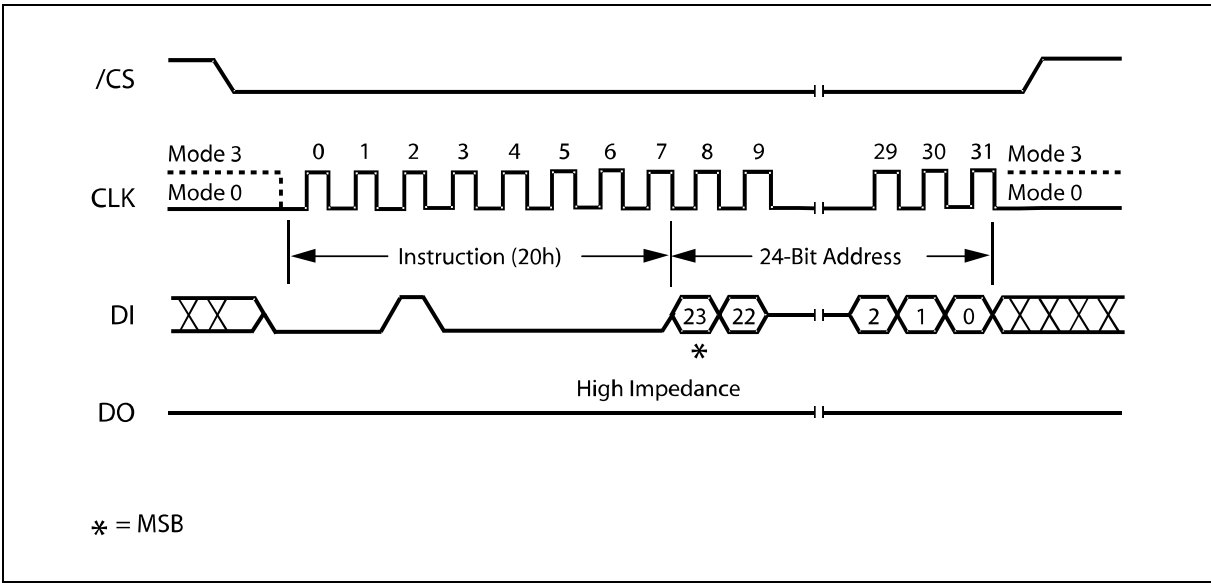 /CS
Mode 3 0 1 2 3 4 5 6 7 8 9 29 30 31 Mode 3
CLK Mode 0 Mode 0
Instruction (20h) 24-Bit Address
DI 23 22 2 1 0
*
High Impedance
DO
* = MSB